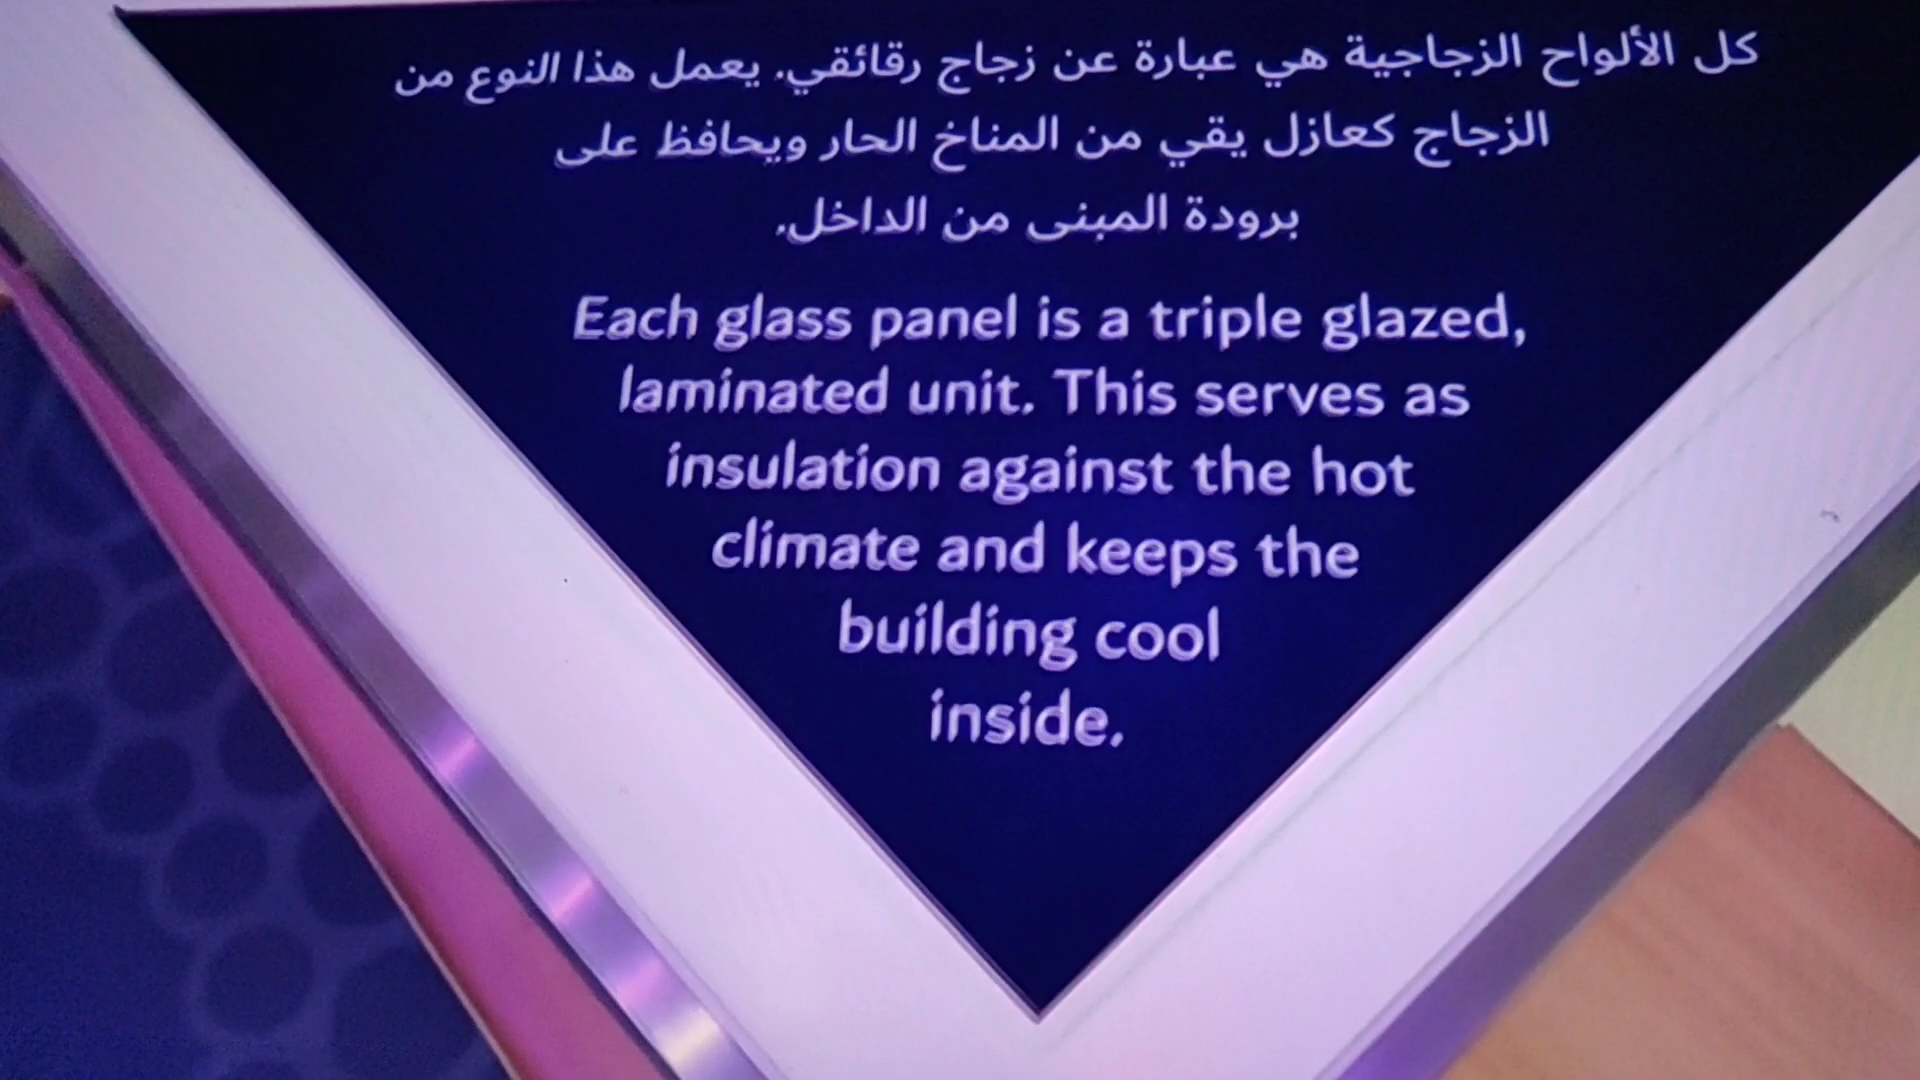 كل الألواح الزجاجية هي عبارة عن زجاج رقائقي. يعمل هذا النوع من
الزجاج كعازل يقي من المناخ الحار ويحافظ على
برودة المبنى من الداخل.
Each glass panel is a triple glazed,
laminated unit. This serves as
insulation against the hot
climate and keeps the
building cool
inside.